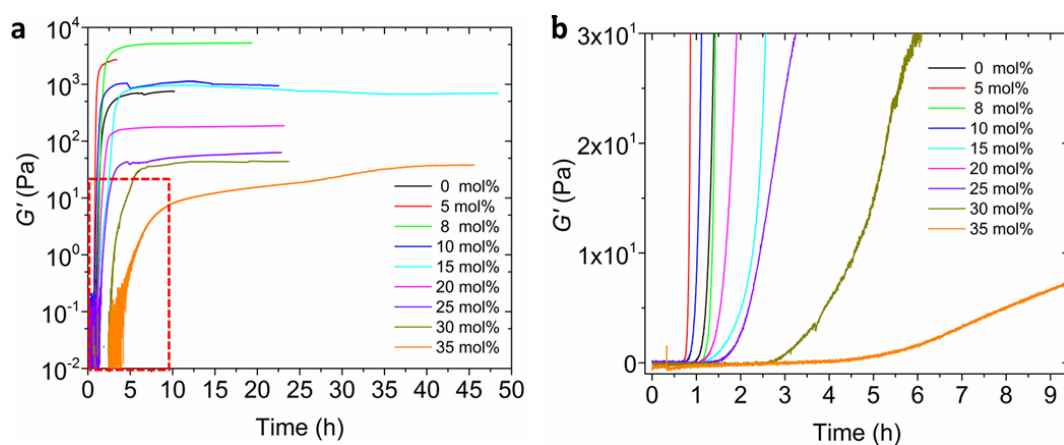 a
10⁴
10³
10²
10¹
10⁰
10⁻¹
10⁻²
G' (Pa)
0 mol%
5 mol%
8 mol%
10 mol%
15 mol%
20 mol%
25 mol%
30 mol%
35 mol%
0 5 10 15 20 25 30 35 40 45 50
Time (h)
b
3x10¹
2x10¹
1x10¹
0
G' (Pa)
0 mol%
5 mol%
8 mol%
10 mol%
15 mol%
20 mol%
25 mol%
30 mol%
35 mol%
0 1 2 3 4 5 6 7 8 9
Time (h)